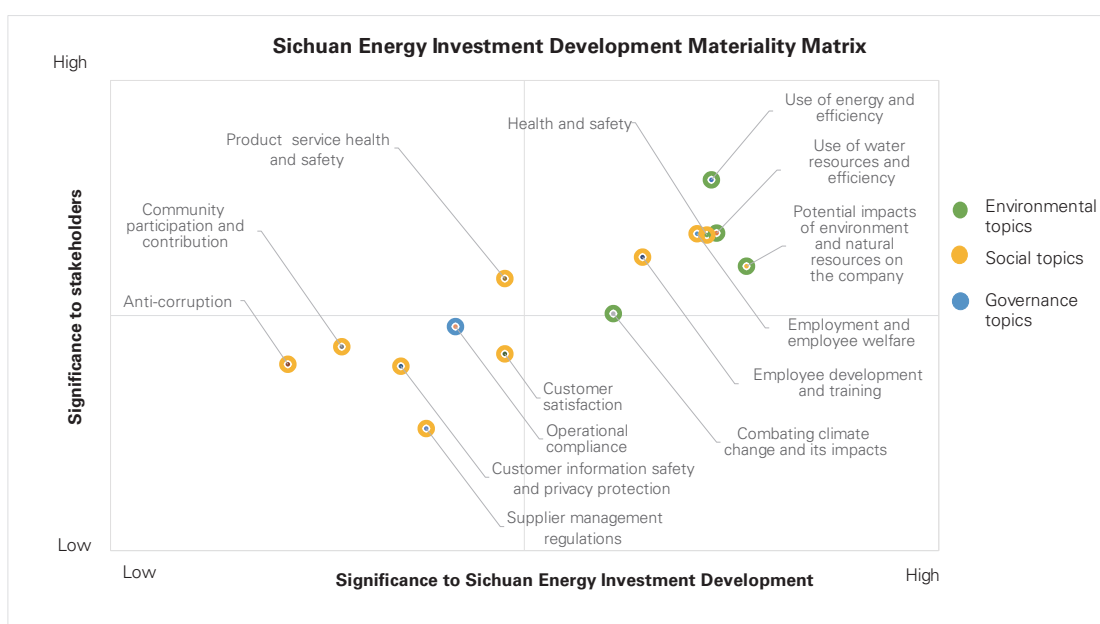 Sichuan Energy Investment Development Materiality Matrix
High
Use of energy and
efficiency
Health and safety
Product service health
and safety
Use of water
resources and
efficiency
Community
participation and
contribution
Potential impacts
of environment
and natural
resources on
the company
Anti-corruption
Employment and
employee welfare
Employee development
and training
Customer
satisfaction
Operational
compliance
Combating climate
change and its impacts
Customer information safety
and privacy protection
Supplier management
regulations
Environmental
topics
Social topics
Governance
topics
Significance to stakeholders
Low
Low
Significance to Sichuan Energy Investment Development
High